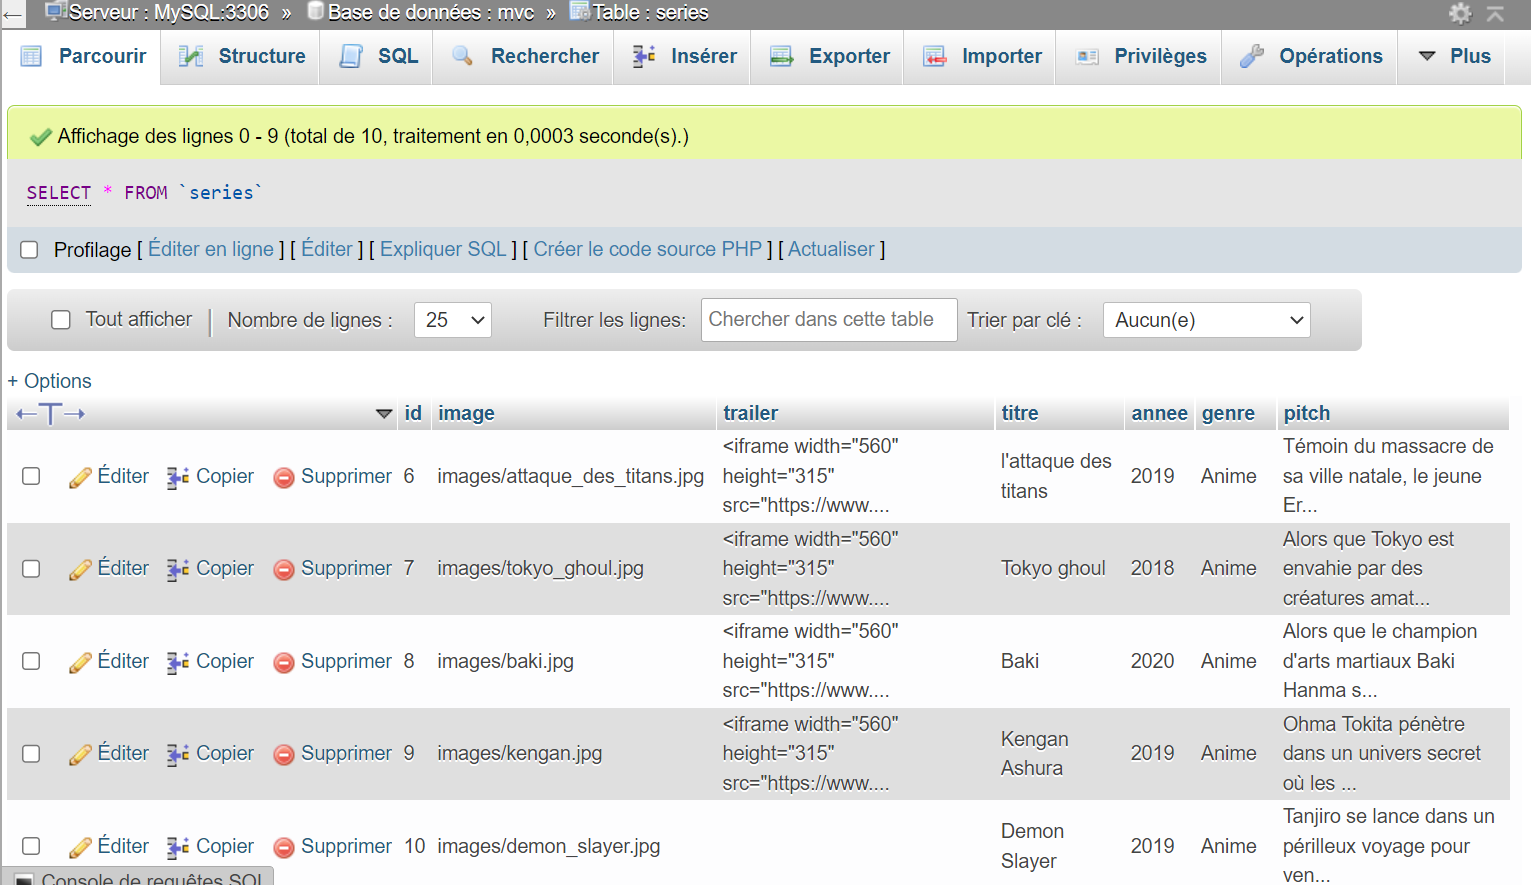 Serveur : MySQL:3306 » Base de données : mvc » Table : series
Parcourir Structure SQL Rechercher Insérer Exporter Importer Privilèges Opérations Plus
Affichage des lignes 0 - 9 (total de 10, traitement en 0,0003 seconde(s).)
SELECT * FROM `series`
Profilage [ Éditer en ligne ] [ Éditer ] [ Expliquer SQL ] [ Créer le code source PHP ] [ Actualiser ]
Tout afficher | Nombre de lignes : 25 Filtrer les lignes: Chercher dans cette table Trier par clé : Aucun(e)
+ Options
←T→ id image trailer titre annee genre pitch
Éditer Copier Supprimer 6 images/attaque_des_titans.jpg
<iframe width="560"
height="315"
src="https://www....
l'attaque des
titans
2019 Anime
Témoin du massacre de
sa ville natale, le jeune
Er...
Éditer Copier Supprimer 7 images/tokyo_ghoul.jpg
<iframe width="560"
height="315"
src="https://www....
Tokyo ghoul 2018 Anime
Alors que Tokyo est
envahie par des
créatures amat...
Éditer Copier Supprimer 8 images/baki.jpg
<iframe width="560"
height="315"
src="https://www....
Baki 2020 Anime
Alors que le champion
d'arts martiaux Baki
Hanma s...
Éditer Copier Supprimer 9 images/kengan.jpg
<iframe width="560"
height="315"
src="https://www....
Kengan
Ashura
2019 Anime
Ohma Tokita pénètre
dans un univers secret
où les ...
Éditer Copier Supprimer 10 images/demon_slayer.jpg
Demon
Slayer
2019 Anime
Tanjiro se lance dans un
périlleux voyage pour
ven...
Console de requêtes SQL